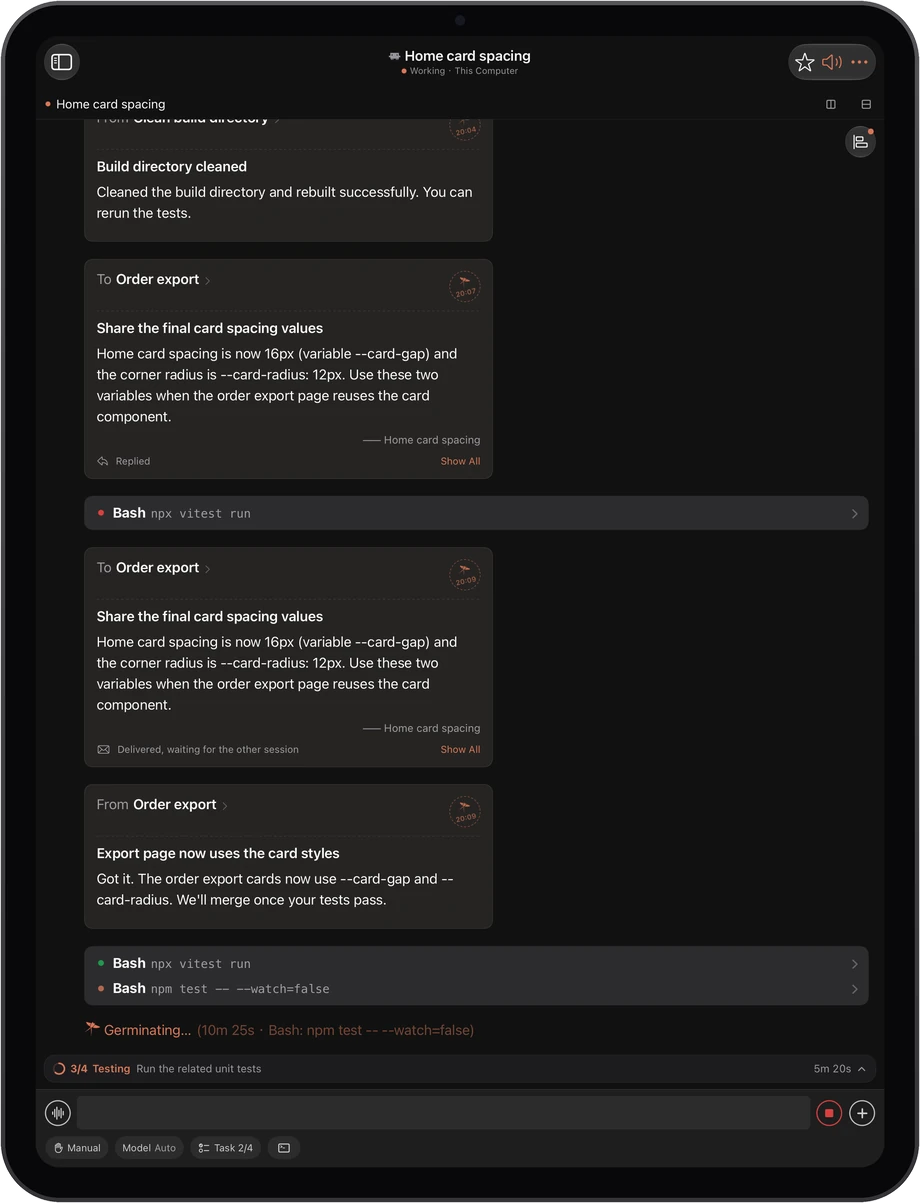 Home card spacing
Working · This Computer
Home card spacing
From Clean build directory
20:04
Build directory cleaned
Cleaned the build directory and rebuilt successfully. You can
rerun the tests.
To Order export
20:07
Share the final card spacing values
Home card spacing is now 16px (variable --card-gap) and
the corner radius is --card-radius: 12px. Use these two
variables when the order export page reuses the card
component.
—— Home card spacing
Replied
Show All
Bash npx vitest run
To Order export
20:09
Share the final card spacing values
Home card spacing is now 16px (variable --card-gap) and
the corner radius is --card-radius: 12px. Use these two
variables when the order export page reuses the card
component.
—— Home card spacing
Delivered, waiting for the other session
Show All
From Order export
20:09
Export page now uses the card styles
Got it. The order export cards now use --card-gap and --
card-radius. We'll merge once your tests pass.
Bash npx vitest run
Bash npm test -- --watch=false
Germinating... (10m 25s · Bash: npm test -- --watch=false)
3/4 Testing Run the related unit tests
5m 20s
Manual
Model Auto
Task 2/4